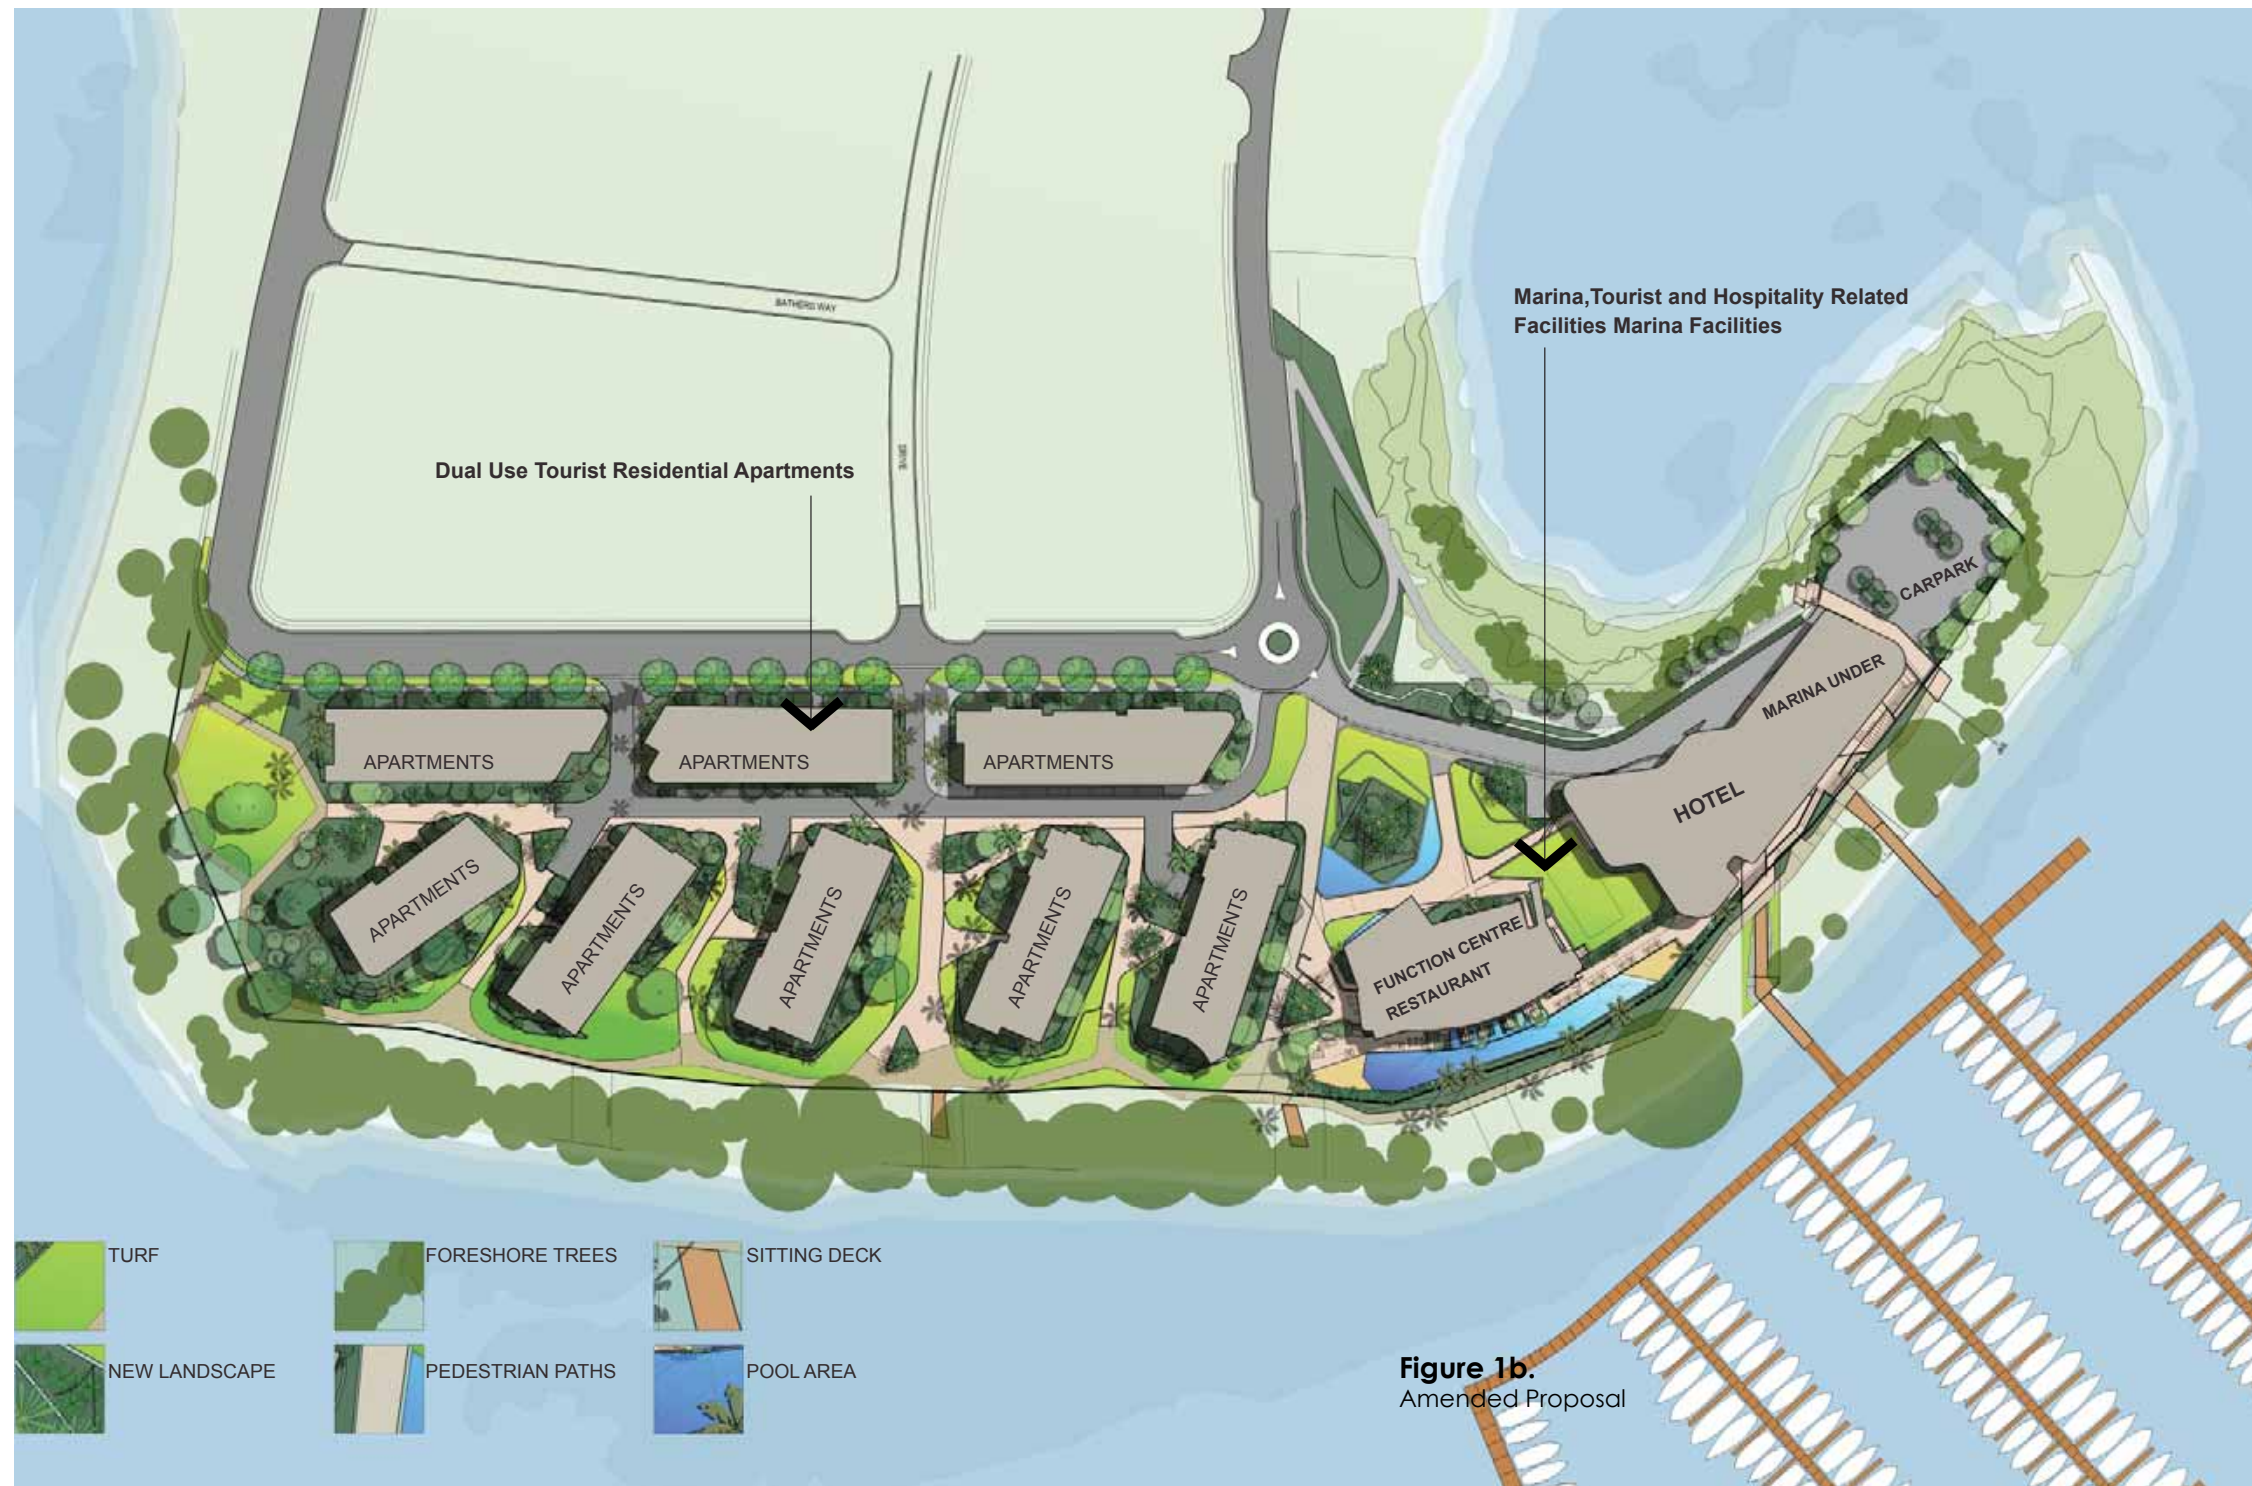 Marina,Tourist and Hospitality Related
Facilities Marina Facilities
BATHERS WAY
DRIVE
Dual Use Tourist Residential Apartments
CARPARK
MARINA UNDER
HOTEL
APARTMENTS
APARTMENTS
APARTMENTS
APARTMENTS
APARTMENTS
APARTMENTS
APARTMENTS
APARTMENTS
FUNCTION CENTRE
RESTAURANT
TURF
FORESHORE TREES
SITTING DECK
NEW LANDSCAPE
PEDESTRIAN PATHS
POOL AREA
Figure 1b.
Amended Proposal